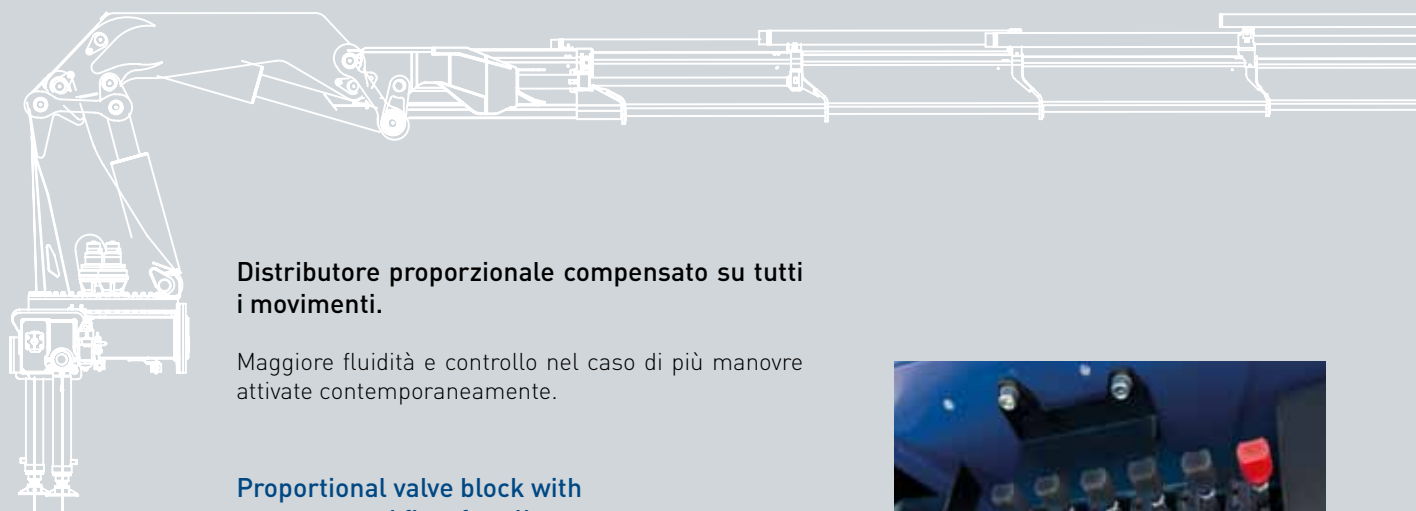 Distributore proporzionale compensato su tutti
i movimenti.
Maggiore fluidità e controllo nel caso di più manovre
attivate contemporaneamente.
Proportional valve block with